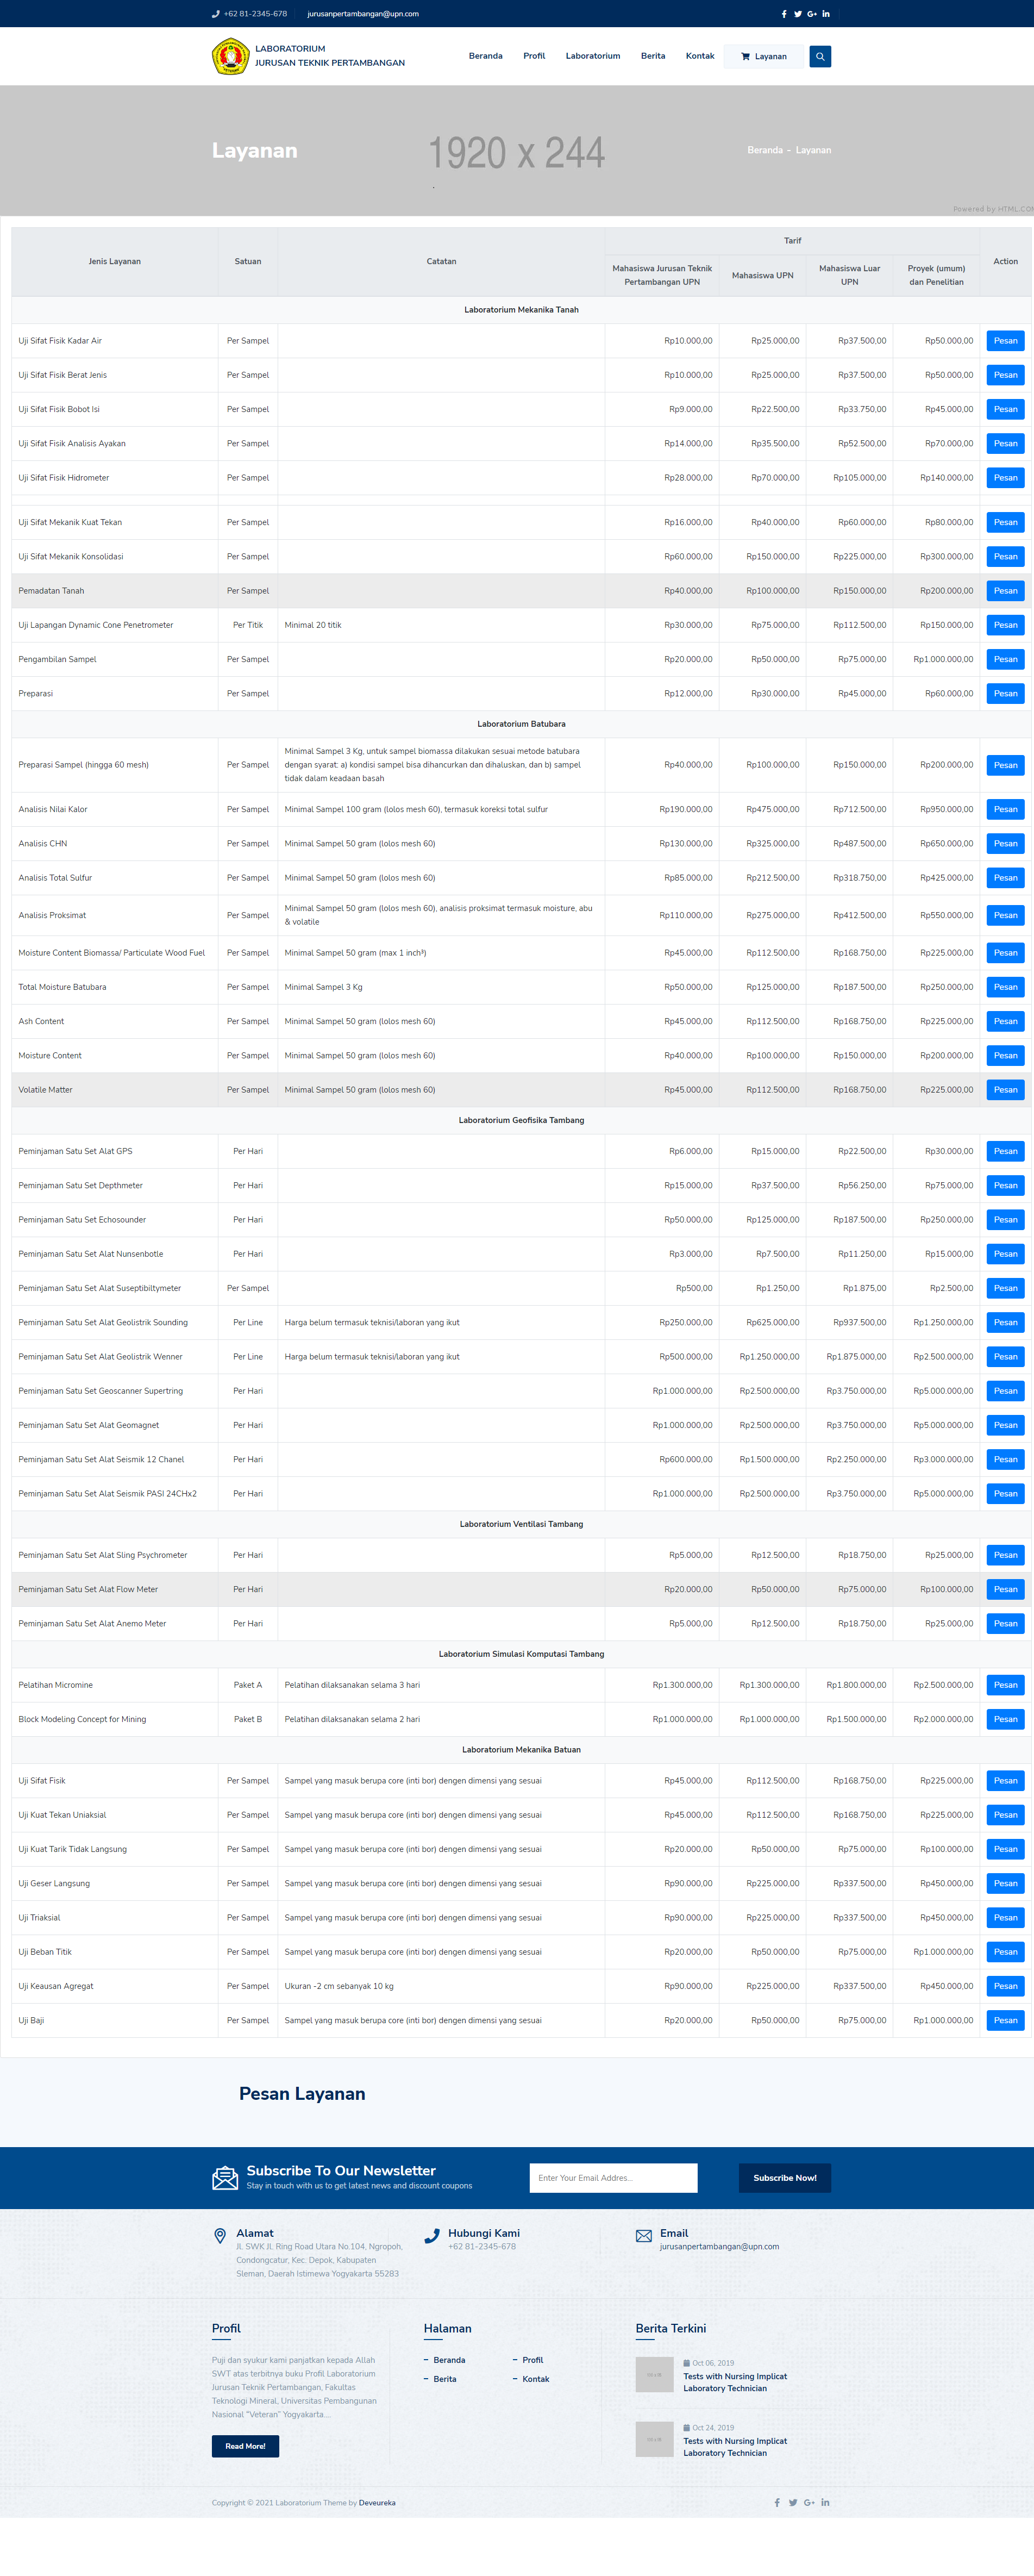 +62 81-2345-678 jurusanpertambangan@upn.com
LABORATORIUM
JURUSAN TEKNIK PERTAMBANGAN
Beranda Profil Laboratorium Berita Kontak Layanan
Layanan
1920 x 244
Beranda - Layanan
Powered by HTML.COM
Jenis Layanan Satuan Catatan Tarif Action
Mahasiswa Jurusan Teknik Pertambangan UPN Mahasiswa UPN Mahasiswa Luar UPN Proyek (umum) dan Penelitian
Laboratorium Mekanika Tanah
Uji Sifat Fisik Kadar Air Per Sampel Rp10.000,00 Rp25.000,00 Rp37.500,00 Rp50.000,00 Pesan
Uji Sifat Fisik Berat Jenis Per Sampel Rp10.000,00 Rp25.000,00 Rp37.500,00 Rp50.000,00 Pesan
Uji Sifat Fisik Bobot Isi Per Sampel Rp9.000,00 Rp22.500,00 Rp33.750,00 Rp45.000,00 Pesan
Uji Sifat Fisik Analisis Ayakan Per Sampel Rp14.000,00 Rp35.500,00 Rp52.500,00 Rp70.000,00 Pesan
Uji Sifat Fisik Hidrometer Per Sampel Rp28.000,00 Rp70.000,00 Rp105.000,00 Rp140.000,00 Pesan
Uji Sifat Mekanik Kuat Tekan Per Sampel Rp16.000,00 Rp40.000,00 Rp60.000,00 Rp80.000,00 Pesan
Uji Sifat Mekanik Konsolidasi Per Sampel Rp60.000,00 Rp150.000,00 Rp225.000,00 Rp300.000,00 Pesan
Pemadatan Tanah Per Sampel Rp40.000,00 Rp100.000,00 Rp150.000,00 Rp200.000,00 Pesan
Uji Lapangan Dynamic Cone Penetrometer Per Titik Minimal 20 titik Rp30.000,00 Rp75.000,00 Rp112.500,00 Rp150.000,00 Pesan
Pengambilan Sampel Per Sampel Rp20.000,00 Rp50.000,00 Rp75.000,00 Rp1.000.000,00 Pesan
Preparasi Per Sampel Rp12.000,00 Rp30.000,00 Rp45.000,00 Rp60.000,00 Pesan
Laboratorium Batubara
Preparasi Sampel (hingga 60 mesh) Per Sampel Minimal Sampel 3 Kg, untuk sampel biomassa dilakukan sesuai metode batubara
dengan syarat: a) kondisi sampel bisa dihancurkan dan dihaluskan, dan b) sampel
tidak dalam keadaan basah Rp40.000,00 Rp100.000,00 Rp150.000,00 Rp200.000,00 Pesan
Analisis Nilai Kalor Per Sampel Minimal Sampel 100 gram (lolos mesh 60), termasuk koreksi total sulfur Rp190.000,00 Rp475.000,00 Rp712.500,00 Rp950.000,00 Pesan
Analisis CHN Per Sampel Minimal Sampel 50 gram (lolos mesh 60) Rp130.000,00 Rp325.000,00 Rp487.500,00 Rp650.000,00 Pesan
Analisis Total Sulfur Per Sampel Minimal Sampel 50 gram (lolos mesh 60) Rp85.000,00 Rp212.500,00 Rp318.750,00 Rp425.000,00 Pesan
Analisis Proksimat Per Sampel Minimal Sampel 50 gram (lolos mesh 60), analisis proksimat termasuk moisture, abu
& volatile Rp110.000,00 Rp275.000,00 Rp412.500,00 Rp550.000,00 Pesan
Moisture Content Biomassa/ Particulate Wood Fuel Per Sampel Minimal Sampel 50 gram (max 1 inch³) Rp45.000,00 Rp112.500,00 Rp168.750,00 Rp225.000,00 Pesan
Total Moisture Batubara Per Sampel Minimal Sampel 3 Kg Rp50.000,00 Rp125.000,00 Rp187.500,00 Rp250.000,00 Pesan
Ash Content Per Sampel Minimal Sampel 50 gram (lolos mesh 60) Rp45.000,00 Rp112.500,00 Rp168.750,00 Rp225.000,00 Pesan
Moisture Content Per Sampel Minimal Sampel 50 gram (lolos mesh 60) Rp40.000,00 Rp100.000,00 Rp150.000,00 Rp200.000,00 Pesan
Volatile Matter Per Sampel Minimal Sampel 50 gram (lolos mesh 60) Rp45.000,00 Rp112.500,00 Rp168.750,00 Rp225.000,00 Pesan
Laboratorium Geofisika Tambang
Peminjaman Satu Set Alat GPS Per Hari Rp6.000,00 Rp15.000,00 Rp22.500,00 Rp30.000,00 Pesan
Peminjaman Satu Set Depthmeter Per Hari Rp15.000,00 Rp37.500,00 Rp56.250,00 Rp75.000,00 Pesan
Peminjaman Satu Set Echosounder Per Hari Rp50.000,00 Rp125.000,00 Rp187.500,00 Rp250.000,00 Pesan
Peminjaman Satu Set Alat Nunsenbotle Per Hari Rp3.000,00 Rp7.500,00 Rp11.250,00 Rp15.000,00 Pesan
Peminjaman Satu Set Alat Suseptibiltymeter Per Sampel Rp500,00 Rp1.250,00 Rp1.875,00 Rp2.500,00 Pesan
Peminjaman Satu Set Alat Geolistrik Sounding Per Line Harga belum termasuk teknisi/laboran yang ikut Rp250.000,00 Rp625.000,00 Rp937.500,00 Rp1.250.000,00 Pesan
Peminjaman Satu Set Alat Geolistrik Wenner Per Line Harga belum termasuk teknisi/laboran yang ikut Rp500.000,00 Rp1.250.000,00 Rp1.875.000,00 Rp2.500.000,00 Pesan
Peminjaman Satu Set Geoscanner Supertring Per Hari Rp1.000.000,00 Rp2.500.000,00 Rp3.750.000,00 Rp5.000.000,00 Pesan
Peminjaman Satu Set Alat Geomagnet Per Hari Rp1.000.000,00 Rp2.500.000,00 Rp3.750.000,00 Rp5.000.000,00 Pesan
Peminjaman Satu Set Alat Seismik 12 Chanel Per Hari Rp600.000,00 Rp1.500.000,00 Rp2.250.000,00 Rp3.000.000,00 Pesan
Peminjaman Satu Set Alat Seismik PASI 24CHx2 Per Hari Rp1.000.000,00 Rp2.500.000,00 Rp3.750.000,00 Rp5.000.000,00 Pesan
Laboratorium Ventilasi Tambang
Peminjaman Satu Set Alat Sling Psychrometer Per Hari Rp5.000,00 Rp12.500,00 Rp18.750,00 Rp25.000,00 Pesan
Peminjaman Satu Set Alat Flow Meter Per Hari Rp20.000,00 Rp50.000,00 Rp75.000,00 Rp100.000,00 Pesan
Peminjaman Satu Set Alat Anemo Meter Per Hari Rp5.000,00 Rp12.500,00 Rp18.750,00 Rp25.000,00 Pesan
Laboratorium Simulasi Komputasi Tambang
Pelatihan Micromine Paket A Pelatihan dilaksanakan selama 3 hari Rp1.300.000,00 Rp1.300.000,00 Rp1.800.000,00 Rp2.500.000,00 Pesan
Block Modeling Concept for Mining Paket B Pelatihan dilaksanakan selama 2 hari Rp1.000.000,00 Rp1.000.000,00 Rp1.500.000,00 Rp2.000.000,00 Pesan
Laboratorium Mekanika Batuan
Uji Sifat Fisik Per Sampel Sampel yang masuk berupa core (inti bor) dengen dimensi yang sesuai Rp45.000,00 Rp112.500,00 Rp168.750,00 Rp225.000,00 Pesan
Uji Kuat Tekan Uniaksial Per Sampel Sampel yang masuk berupa core (inti bor) dengen dimensi yang sesuai Rp45.000,00 Rp112.500,00 Rp168.750,00 Rp225.000,00 Pesan
Uji Kuat Tarik Tidak Langsung Per Sampel Sampel yang masuk berupa core (inti bor) dengen dimensi yang sesuai Rp20.000,00 Rp50.000,00 Rp75.000,00 Rp100.000,00 Pesan
Uji Geser Langsung Per Sampel Sampel yang masuk berupa core (inti bor) dengen dimensi yang sesuai Rp90.000,00 Rp225.000,00 Rp337.500,00 Rp450.000,00 Pesan
Uji Triaksial Per Sampel Sampel yang masuk berupa core (inti bor) dengen dimensi yang sesuai Rp90.000,00 Rp225.000,00 Rp337.500,00 Rp450.000,00 Pesan
Uji Beban Titik Per Sampel Sampel yang masuk berupa core (inti bor) dengen dimensi yang sesuai Rp20.000,00 Rp50.000,00 Rp75.000,00 Rp1.000.000,00 Pesan
Uji Keausan Agregat Per Sampel Ukuran -2 cm sebanyak 10 kg Rp90.000,00 Rp225.000,00 Rp337.500,00 Rp450.000,00 Pesan
Uji Baji Per Sampel Sampel yang masuk berupa core (inti bor) dengen dimensi yang sesuai Rp20.000,00 Rp50.000,00 Rp75.000,00 Rp1.000.000,00 Pesan
Pesan Layanan
Subscribe To Our Newsletter
Stay in touch with us to get latest news and discount coupons
Enter Your Email Addres...
Subscribe Now!
Alamat
Jl. SWK Jl. Ring Road Utara No.104, Ngropoh,
Condongcatur, Kec. Depok, Kabupaten
Sleman, Daerah Istimewa Yogyakarta 55283
Hubungi Kami
+62 81-2345-678
Email
jurusanpertambangan@upn.com
Profil
Puji dan syukur kami panjatkan kepada Allah
SWT atas terbitnya buku Profil Laboratorium
Jurusan Teknik Pertambangan, Fakultas
Teknologi Mineral, Universitas Pembangunan
Nasional "Veteran" Yogyakarta....
Read More!
Halaman
Beranda Profil
Berita Kontak
Berita Terkini
Oct 06, 2019
Tests with Nursing Implicat
Laboratory Technician
Oct 24, 2019
Tests with Nursing Implicat
Laboratory Technician
Copyright © 2021 Laboratorium Theme by Deveureka